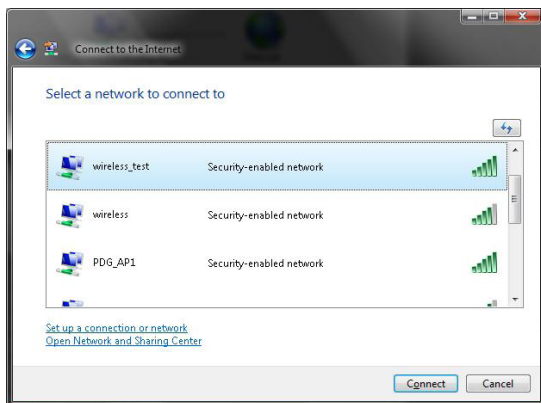 Connect to the Internet
Select a network to connect to
wireless_test Security-enabled network
wireless Security-enabled network
PDG_AP1 Security-enabled network
Set up a connection or network
Open Network and Sharing Center
Connect Cancel